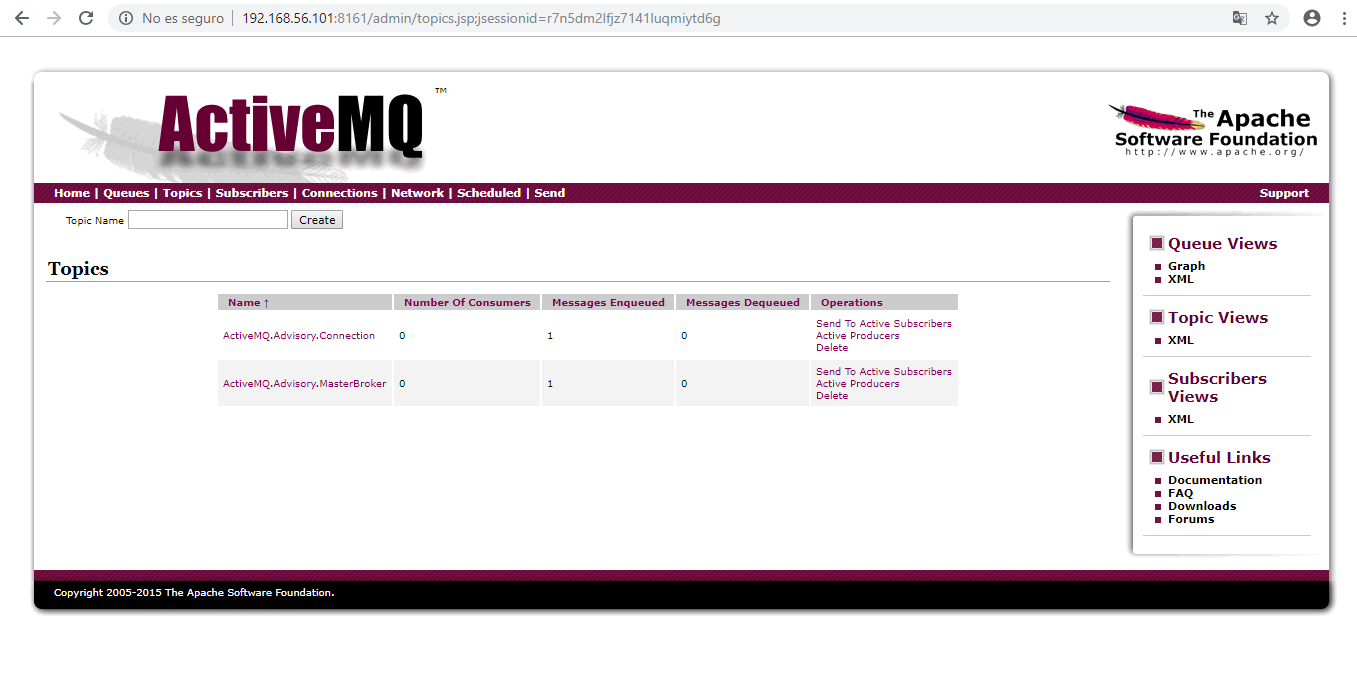 No es seguro | 192.168.56.101:8161/admin/topics.jsp;jsessionid=r7n5dm2lfjz7141luqmiytd6g
ActiveMQ ™
The Apache
Software Foundation
http://www.apache.org/
Home | Queues | Topics | Subscribers | Connections | Network | Scheduled | Send
Support
Topic Name Create
Topics
Name ↑ Number Of Consumers Messages Enqueued Messages Dequeued Operations
ActiveMQ.Advisory.Connection 0 1 0 Send To Active Subscribers
Active Producers
Delete
ActiveMQ.Advisory.MasterBroker 0 1 0 Send To Active Subscribers
Active Producers
Delete
Queue Views
Graph
XML
Topic Views
XML
Subscribers
Views
XML
Useful Links
Documentation
FAQ
Downloads
Forums
Copyright 2005-2015 The Apache Software Foundation.